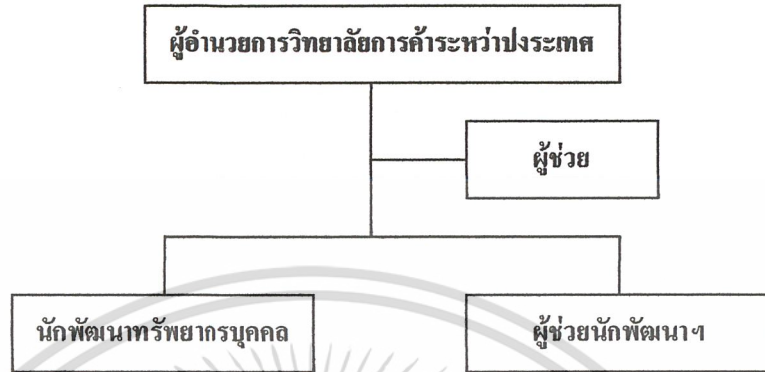 ผู้อำนวยการวิทยาลัยการค้าระหว่าปงระเทศ
ผู้ช่วย
นักพัฒนาทรัพยากรบุคคล
ผู้ช่วยนักพัฒนาฯ